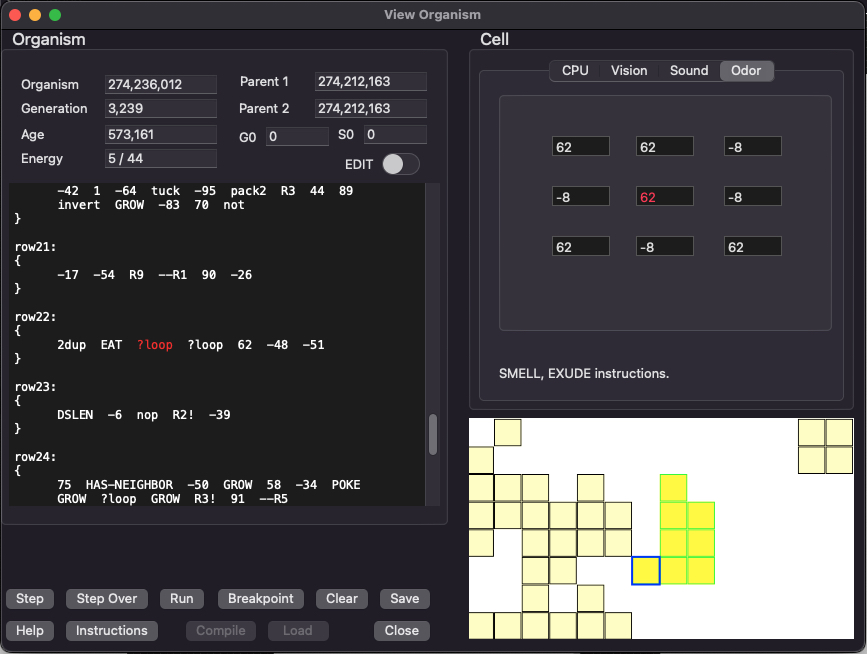 View Organism
Organism
Organism 274,236,012 Parent 1 274,212,163
Generation 3,239 Parent 2 274,212,163
Age 573,161 G0 0 S0 0
Energy 5 / 44 EDIT
-42 1 -64 tuck -95 pack2 R3 44 89
invert GROW -83 70 not
}
row21:
{
-17 -54 R9 --R1 90 -26
}
row22:
{
2dup EAT ?loop ?loop 62 -48 -51
}
row23:
{
DSLEN -6 nop R2! -39
}
row24:
{
75 HAS-NEIGHBOR -50 GROW 58 -34 POKE
GROW ?loop GROW R3! 91 --R5
Step Step Over Run Breakpoint Clear Save
Help Instructions Compile Load Close
Cell
CPU Vision Sound Odor
62 62 -8
-8 62 -8
62 -8 62
SMELL, EXUDE instructions.